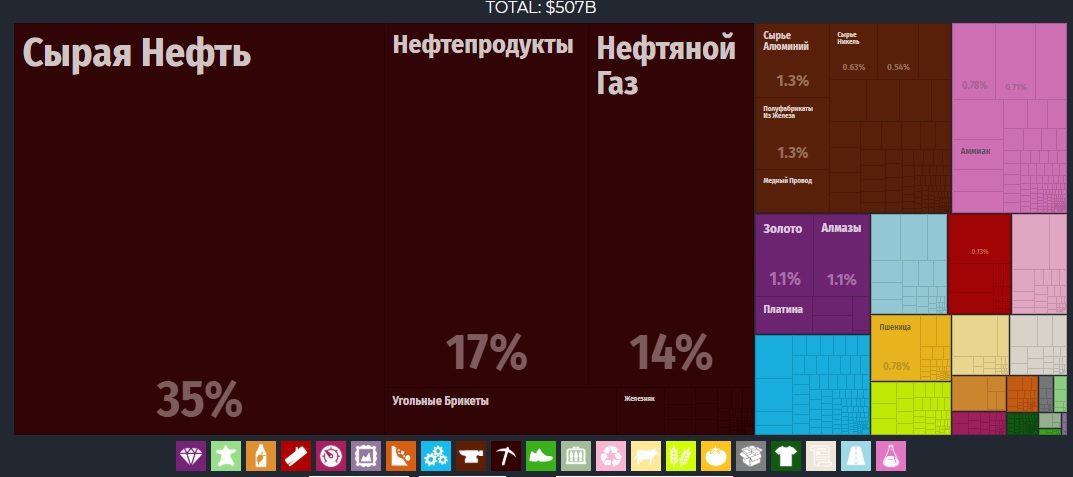 TOTAL: $507B
Сырая Нефть
35%
Нефтепродукты
17%
Нефтяной
Газ
14%
Угольные Брикеты
Железняк
Сырье
Алюминий
1.3%
Сырье
Никель
0.63%
0.54%
Полуфабрикаты
Из Железа
1.3%
Медный Провод
0.78%
0.71%
Аммиак
Золото
1.1%
Алмазы
1.1%
Платина
0.73%
Пшеница
0.78%